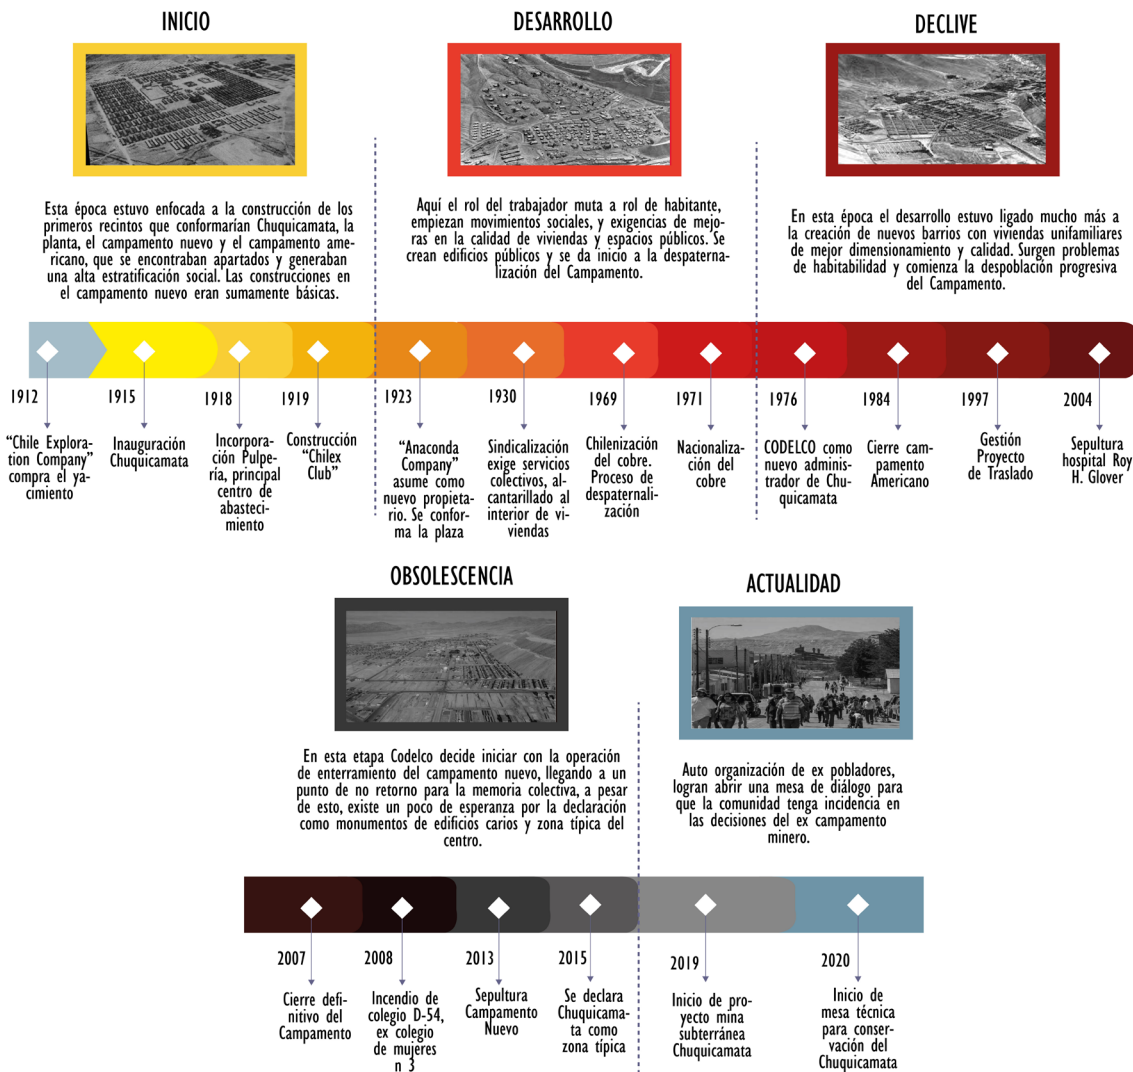 INICIO
Esta época estuvo enfocada a la construcción de los
primeros recintos que conformarían Chuquicamata, la
planta, el campamento nuevo y el campamento ame-
ricano, que se encontraban apartados y generaban
una alta estratificación social. Las construcciones en
el campamento nuevo eran sumamente básicas.
DESARROLLO
Aquí el rol del trabajador muta a rol de habitante,
empiezan movimientos sociales, y exigencias de mejo-
ras en la calidad de viviendas y espacios públicos. Se
crean edificios públicos y se da inicio a la despaterna-
lización del Campamento.
DECLIVE
En esta época el desarrollo estuvo ligado mucho más a
la creación de nuevos barrios con viviendas unifamiliares
de mejor dimensionamiento y calidad. Surgen problemas
de habitabilidad y comienza la despoblación progresiva
del Campamento.
1912
“Chile Explora-
tion Company”
compra el ya-
cimiento
1915
Inauguración
Chuquicamata
1918
Incorpora-
ción Pulpe-
ría, principal
centro de
abasteci-
miento
1919
Construcción
“Chilex
Club”
1923
“Anaconda
Company”
asume como
nuevo propieta-
rio. Se confor-
ma la plaza
1930
Sindicalización
exige servicios
colectivos, al-
cantarillado al
interior de vi-
viendas
1969
Chilenización
del cobre.
Proceso de
despaternali-
zación
1971
Nacionaliza-
ción del
cobre
1976
CODELCO como
nuevo adminis-
trador de Chu-
quicamata
1984
Cierre cam-
pamento
Americano
1997
Gestión
Proyecto
de Traslado
2004
Sepultura
hospital Roy
H. Glover
OBSOLESCENCIA
En esta etapa Codelco decide iniciar con la operación
de enterramiento del campamento nuevo, llegando a un
punto de no retorno para la memoria colectiva, a pesar
de esto, existe un poco de esperanza por la declaración
como monumentos de edificios carios y zona típica del
centro.
ACTUALIDAD
Auto organización de ex pobladores,
logran abrir una mesa de diálogo para
que la comunidad tenga incidencia en
las decisiones del ex campamento
minero.
2007
Cierre defi-
nitivo del
Campamento
2008
Incendio de
colegio D-54,
ex colegio
de mujeres
n 3
2013
Sepultura
Campamento
Nuevo
2015
Se declara
Chuquicama-
ta como
zona típica
2019
Inicio de pro-
yecto mina
subterránea
Chuquicamata
2020
Inicio de
mesa técnica
para conser-
vación del
Chuquicamata